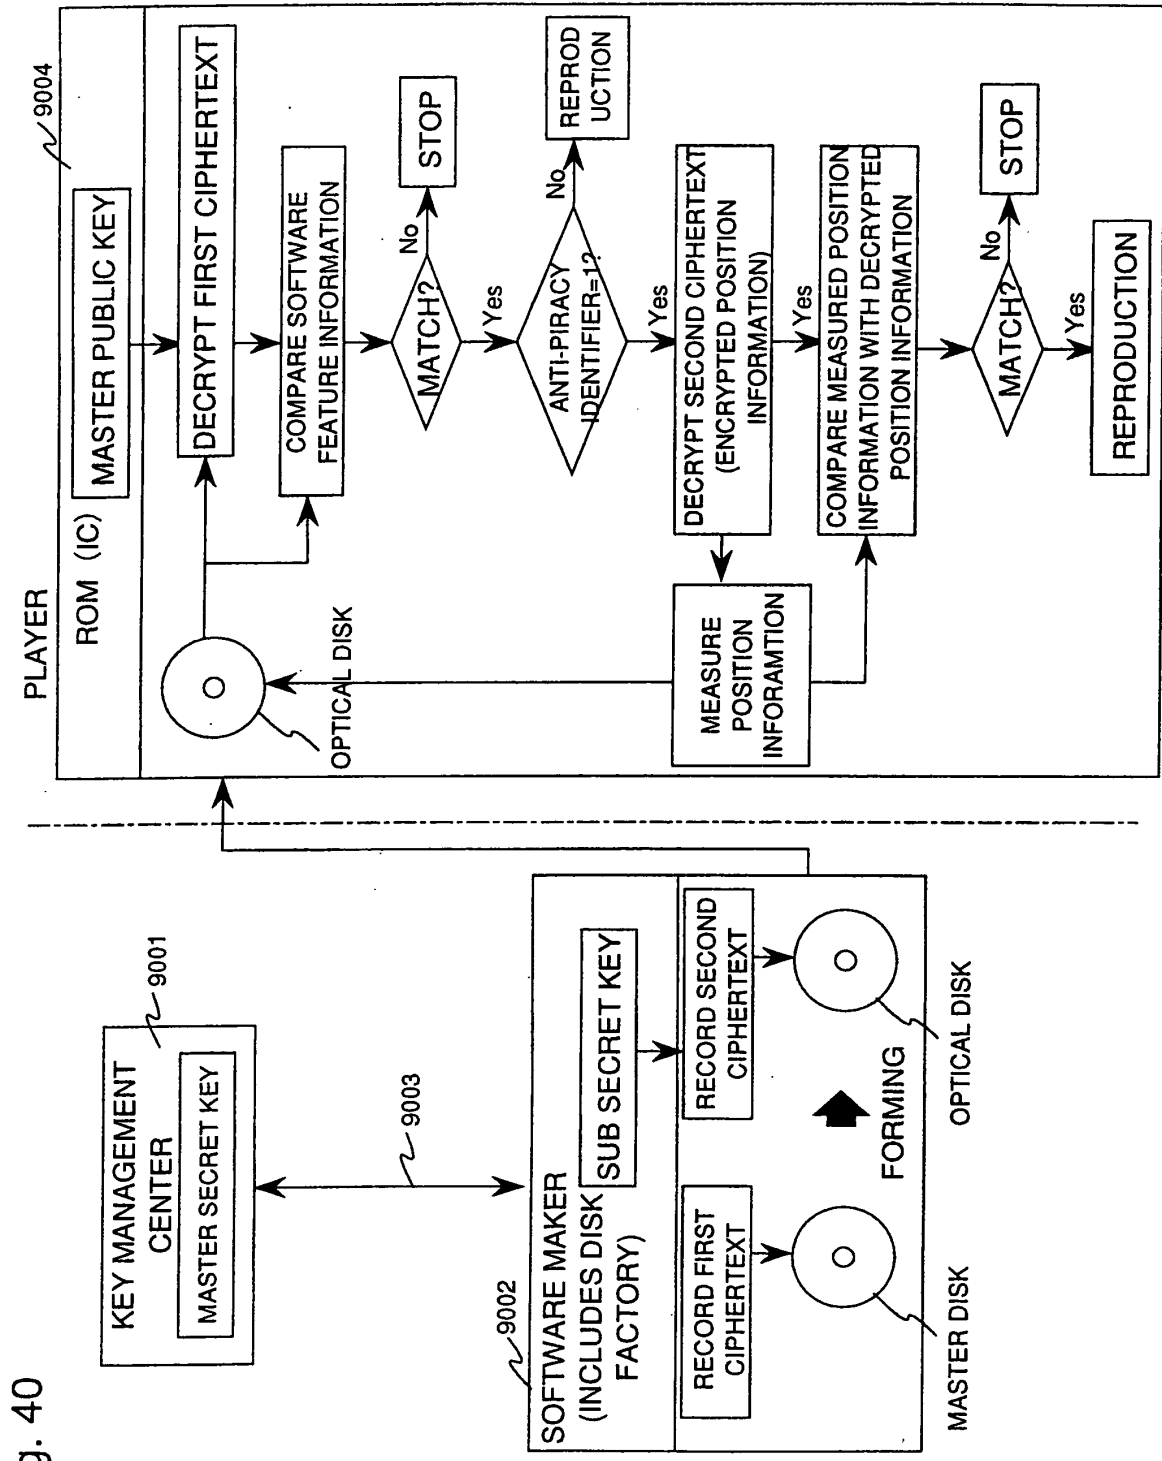 g. 40
KEY MANAGEMENT
CENTER
MASTER SECRET KEY
9001
9003
9002
SOFTWARE MAKER
(INCLUDES DISK
FACTORY)
SUB SECRET KEY
RECORD FIRST
CIPHERTEXT
RECORD SECOND
CIPHERTEXT
FORMING
MASTER DISK
OPTICAL DISK
PLAYER
9004
ROM (IC)
MASTER PUBLIC KEY
OPTICAL DISK
DECRYPT FIRST CIPHERTEXT
COMPARE SOFTWARE
FEATURE INFORMATION
MATCH?
No
STOP
Yes
ANTI-PIRACY
IDENTIFIER=1?
No
REPROD
UCTION
Yes
DECRYPT SECOND CIPHERTEXT
(ENCRYPTED POSITION
INFORMATION)
MEASURE
POSITION
INFORAMTION
Yes
COMPARE MEASURED POSITION
INFORMATION WITH DECRYPTED
POSITION INFORMATION
MATCH?
No
STOP
Yes
REPRODUCTION